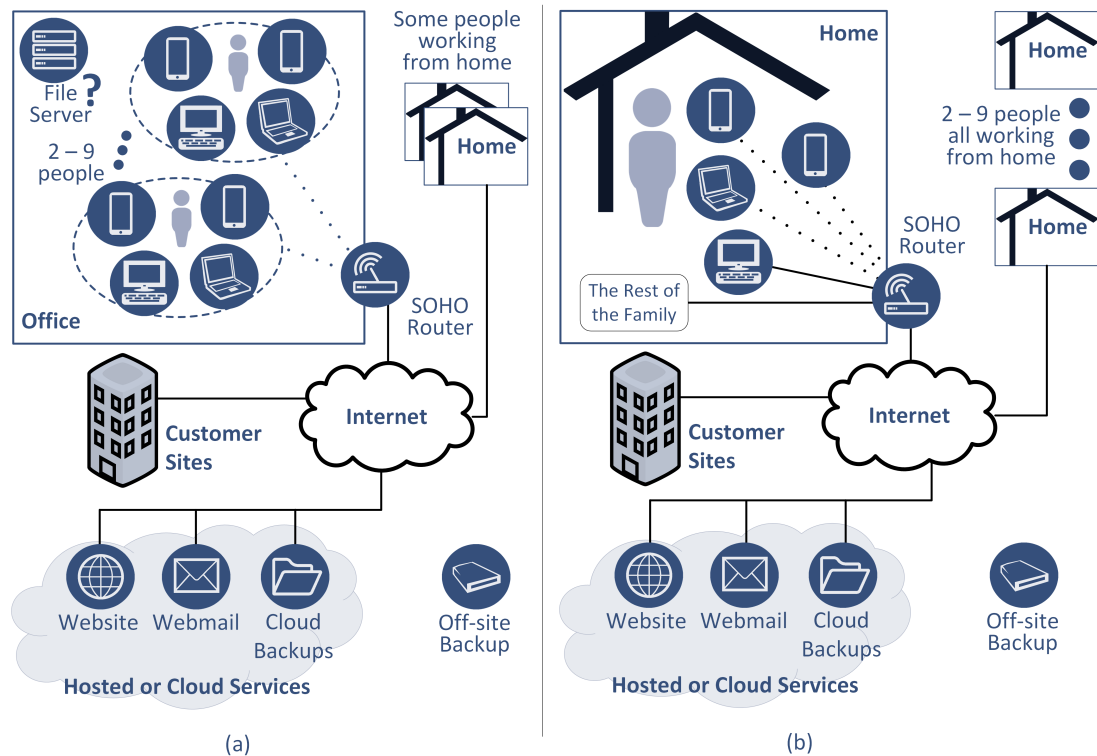 File
Server
?
2 – 9
people
Office
Some people
working
from home
Home
SOHO
Router
Internet
Customer
Sites
Website
Webmail
Cloud
Backups
Hosted or Cloud Services
Off-site
Backup
(a)
Home
Home
2 – 9 people
all working
from home
Home
SOHO
Router
The Rest of
the Family
Internet
Customer
Sites
Website
Webmail
Cloud
Backups
Hosted or Cloud Services
Off-site
Backup
(b)